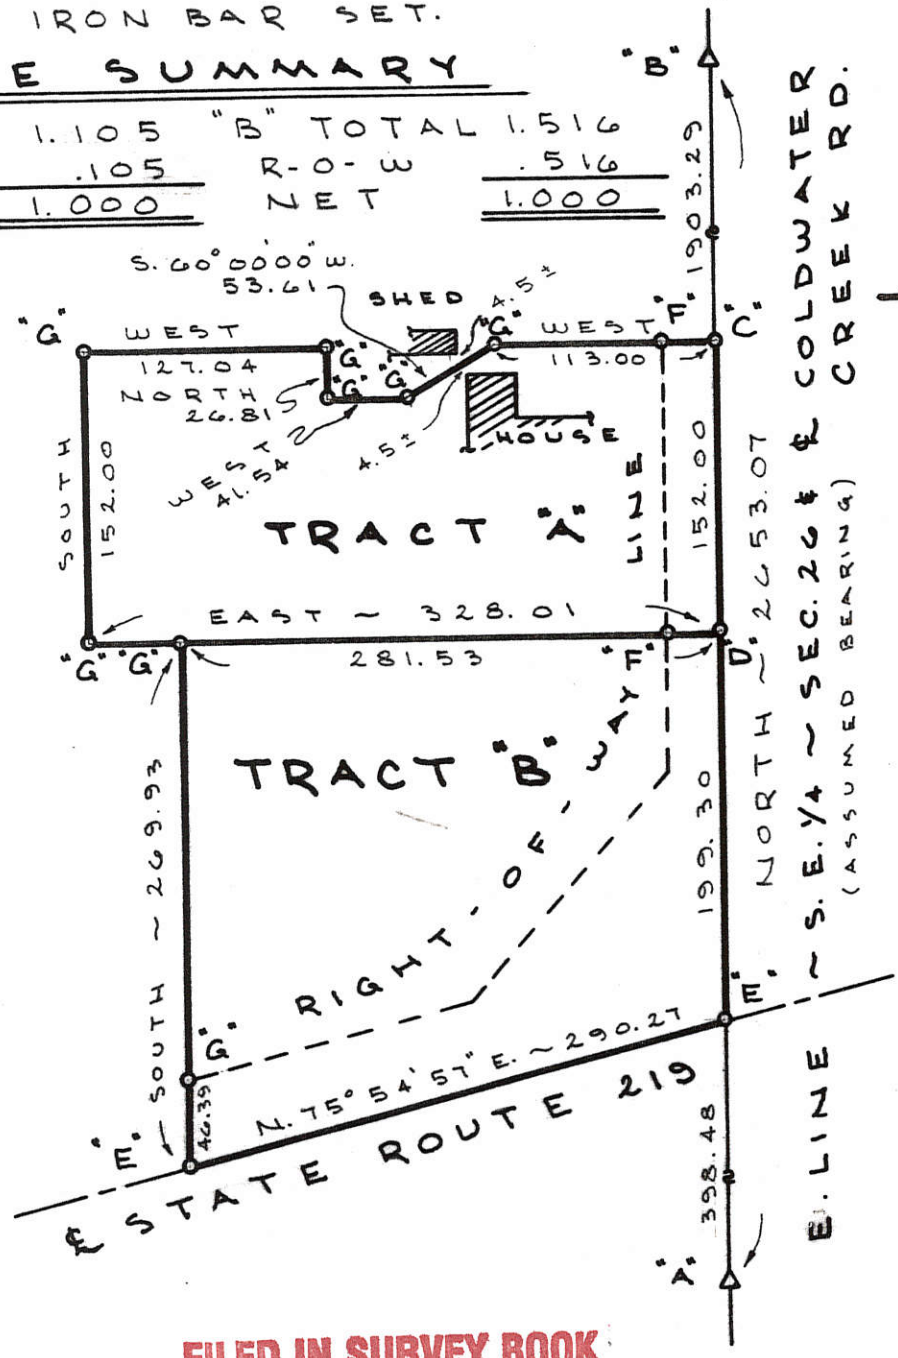 IRON BAR SET.
E SUMMARY
1.105 "B" TOTAL 1.516
.105 R-O-W .516
1.000 NET 1.000
S. 60° 00' 00" W.
53.61
SHED
4.5 ±
"G"
WEST
127.04
"G"
NORTH
26.81
"G"
"G"
WEST
41.54
"G"
4.5 ±
WEST
113.00
"F"
"C"
HOUSE
SOUTH
152.00
TRACT "A"
LINE
152.00
EAST ~ 328.01
281.53
"G" "G"
"F"
"D"
TRACT "B"
RIGHT-OF-WAY
SOUTH ~ 269.93
"G"
46.39
"E"
N. 75° 54' 57" E. ~ 290.27
℄ STATE ROUTE 219
199.30
"E"
398.48
"A"
"B"
1903.29
NORTH ~ 2653.07
E. LINE ~ S.E. 1/4 ~ SEC. 26 & ℄ COLDWATER
CREEK RD.
(ASSUMED BEARING)
FILED IN SURVEY BOOK